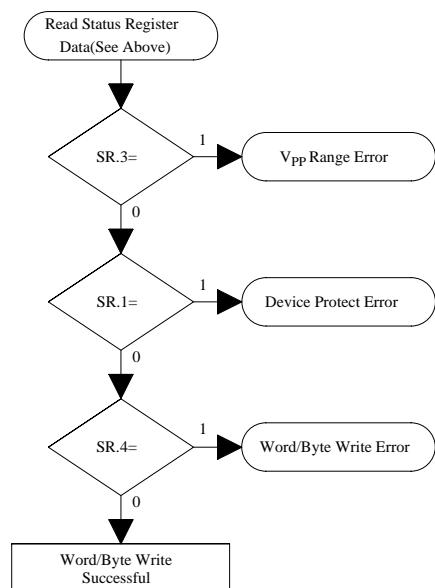 Read Status Register
Data(See Above)
SR.3=
1
VPP Range Error
0
SR.1=
1
Device Protect Error
0
SR.4=
1
Word/Byte Write Error
0
Word/Byte Write
Successful